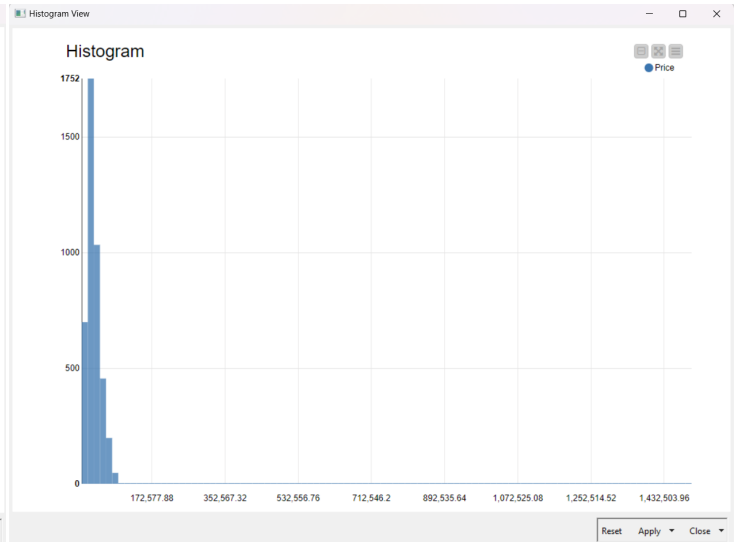 Histogram View
Histogram
Price
1752
1500
1000
500
0
172,577.88 352,567.32 532,556.76 712,546.2 892,535.64 1,072,525.08 1,252,514.52 1,432,503.96
Reset Apply Close